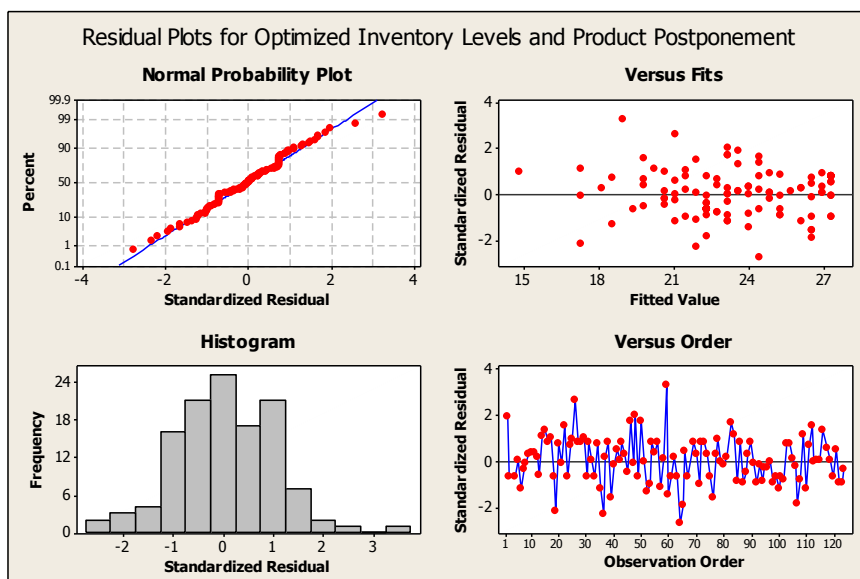 Residual Plots for Optimized Inventory Levels and Product Postponement
Normal Probability Plot
99.9
99
90
50
10
1
0.1
Percent
-4 -2 0 2 4
Standardized Residual
Versus Fits
4
2
0
-2
Standardized Residual
15 18 21 24 27
Fitted Value
Histogram
24
18
12
6
0
Frequency
-2 -1 0 1 2 3
Standardized Residual
Versus Order
4
2
0
-2
Standardized Residual
1 10 20 30 40 50 60 70 80 90 100 110 120
Observation Order